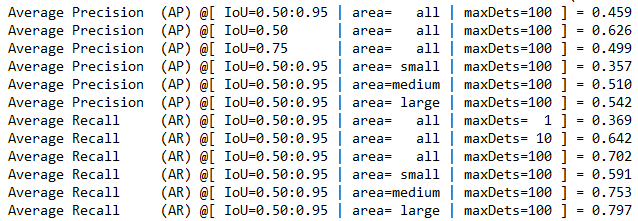 Average Precision  (AP) @[ IoU=0.50:0.95 | area=   all | maxDets=100 ] = 0.459
Average Precision  (AP) @[ IoU=0.50      | area=   all | maxDets=100 ] = 0.626
Average Precision  (AP) @[ IoU=0.75      | area=   all | maxDets=100 ] = 0.499
Average Precision  (AP) @[ IoU=0.50:0.95 | area= small | maxDets=100 ] = 0.357
Average Precision  (AP) @[ IoU=0.50:0.95 | area=medium | maxDets=100 ] = 0.510
Average Precision  (AP) @[ IoU=0.50:0.95 | area= large | maxDets=100 ] = 0.542
Average Recall     (AR) @[ IoU=0.50:0.95 | area=   all | maxDets=  1 ] = 0.369
Average Recall     (AR) @[ IoU=0.50:0.95 | area=   all | maxDets= 10 ] = 0.642
Average Recall     (AR) @[ IoU=0.50:0.95 | area=   all | maxDets=100 ] = 0.702
Average Recall     (AR) @[ IoU=0.50:0.95 | area= small | maxDets=100 ] = 0.591
Average Recall     (AR) @[ IoU=0.50:0.95 | area=medium | maxDets=100 ] = 0.753
Average Recall     (AR) @[ IoU=0.50:0.95 | area= large | maxDets=100 ] = 0.797